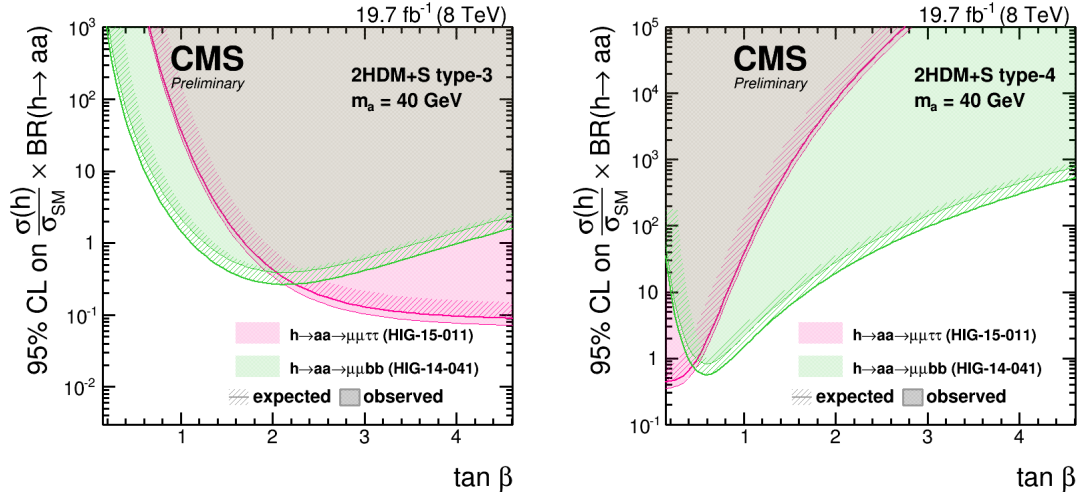 19.7 fb⁻¹ (8 TeV)
95% CL on σ(h)/σSM × BR(h→ aa)
10³
10²
10
1
10⁻¹
10⁻²
CMS
Preliminary
2HDM+S type-3
mₐ = 40 GeV
h→aa→μμττ (HIG-15-011)
h→aa→μμbb (HIG-14-041)
expected observed
1 2 3 4
tan β
19.7 fb⁻¹ (8 TeV)
95% CL on σ(h)/σSM × BR(h→ aa)
10⁵
10⁴
10³
10²
10
1
10⁻¹
CMS
Preliminary
2HDM+S type-4
mₐ = 40 GeV
h→aa→μμττ (HIG-15-011)
h→aa→μμbb (HIG-14-041)
expected observed
1 2 3 4
tan β